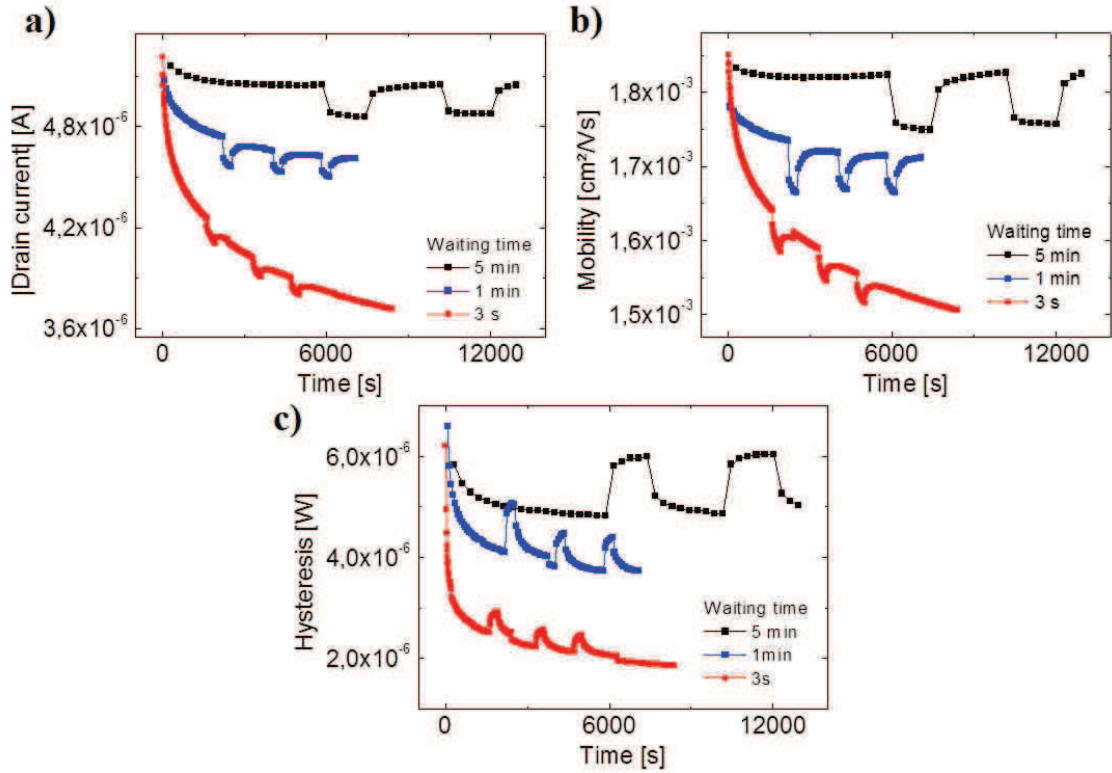 a)
|Drain current| [A]
4,8x10⁻⁶
4,2x10⁻⁶
3,6x10⁻⁶
Waiting time
5 min
1 min
3 s
0 6000 12000
Time [s]
b)
Mobility [cm²/Vs]
1,8x10⁻³
1,7x10⁻³
1,6x10⁻³
1,5x10⁻³
Waiting time
5 min
1 min
3 s
0 6000 12000
Time [s]
c)
Hysteresis [W]
6,0x10⁻⁶
4,0x10⁻⁶
2,0x10⁻⁶
Waiting time
5 min
1min
3s
0 6000 12000
Time [s]